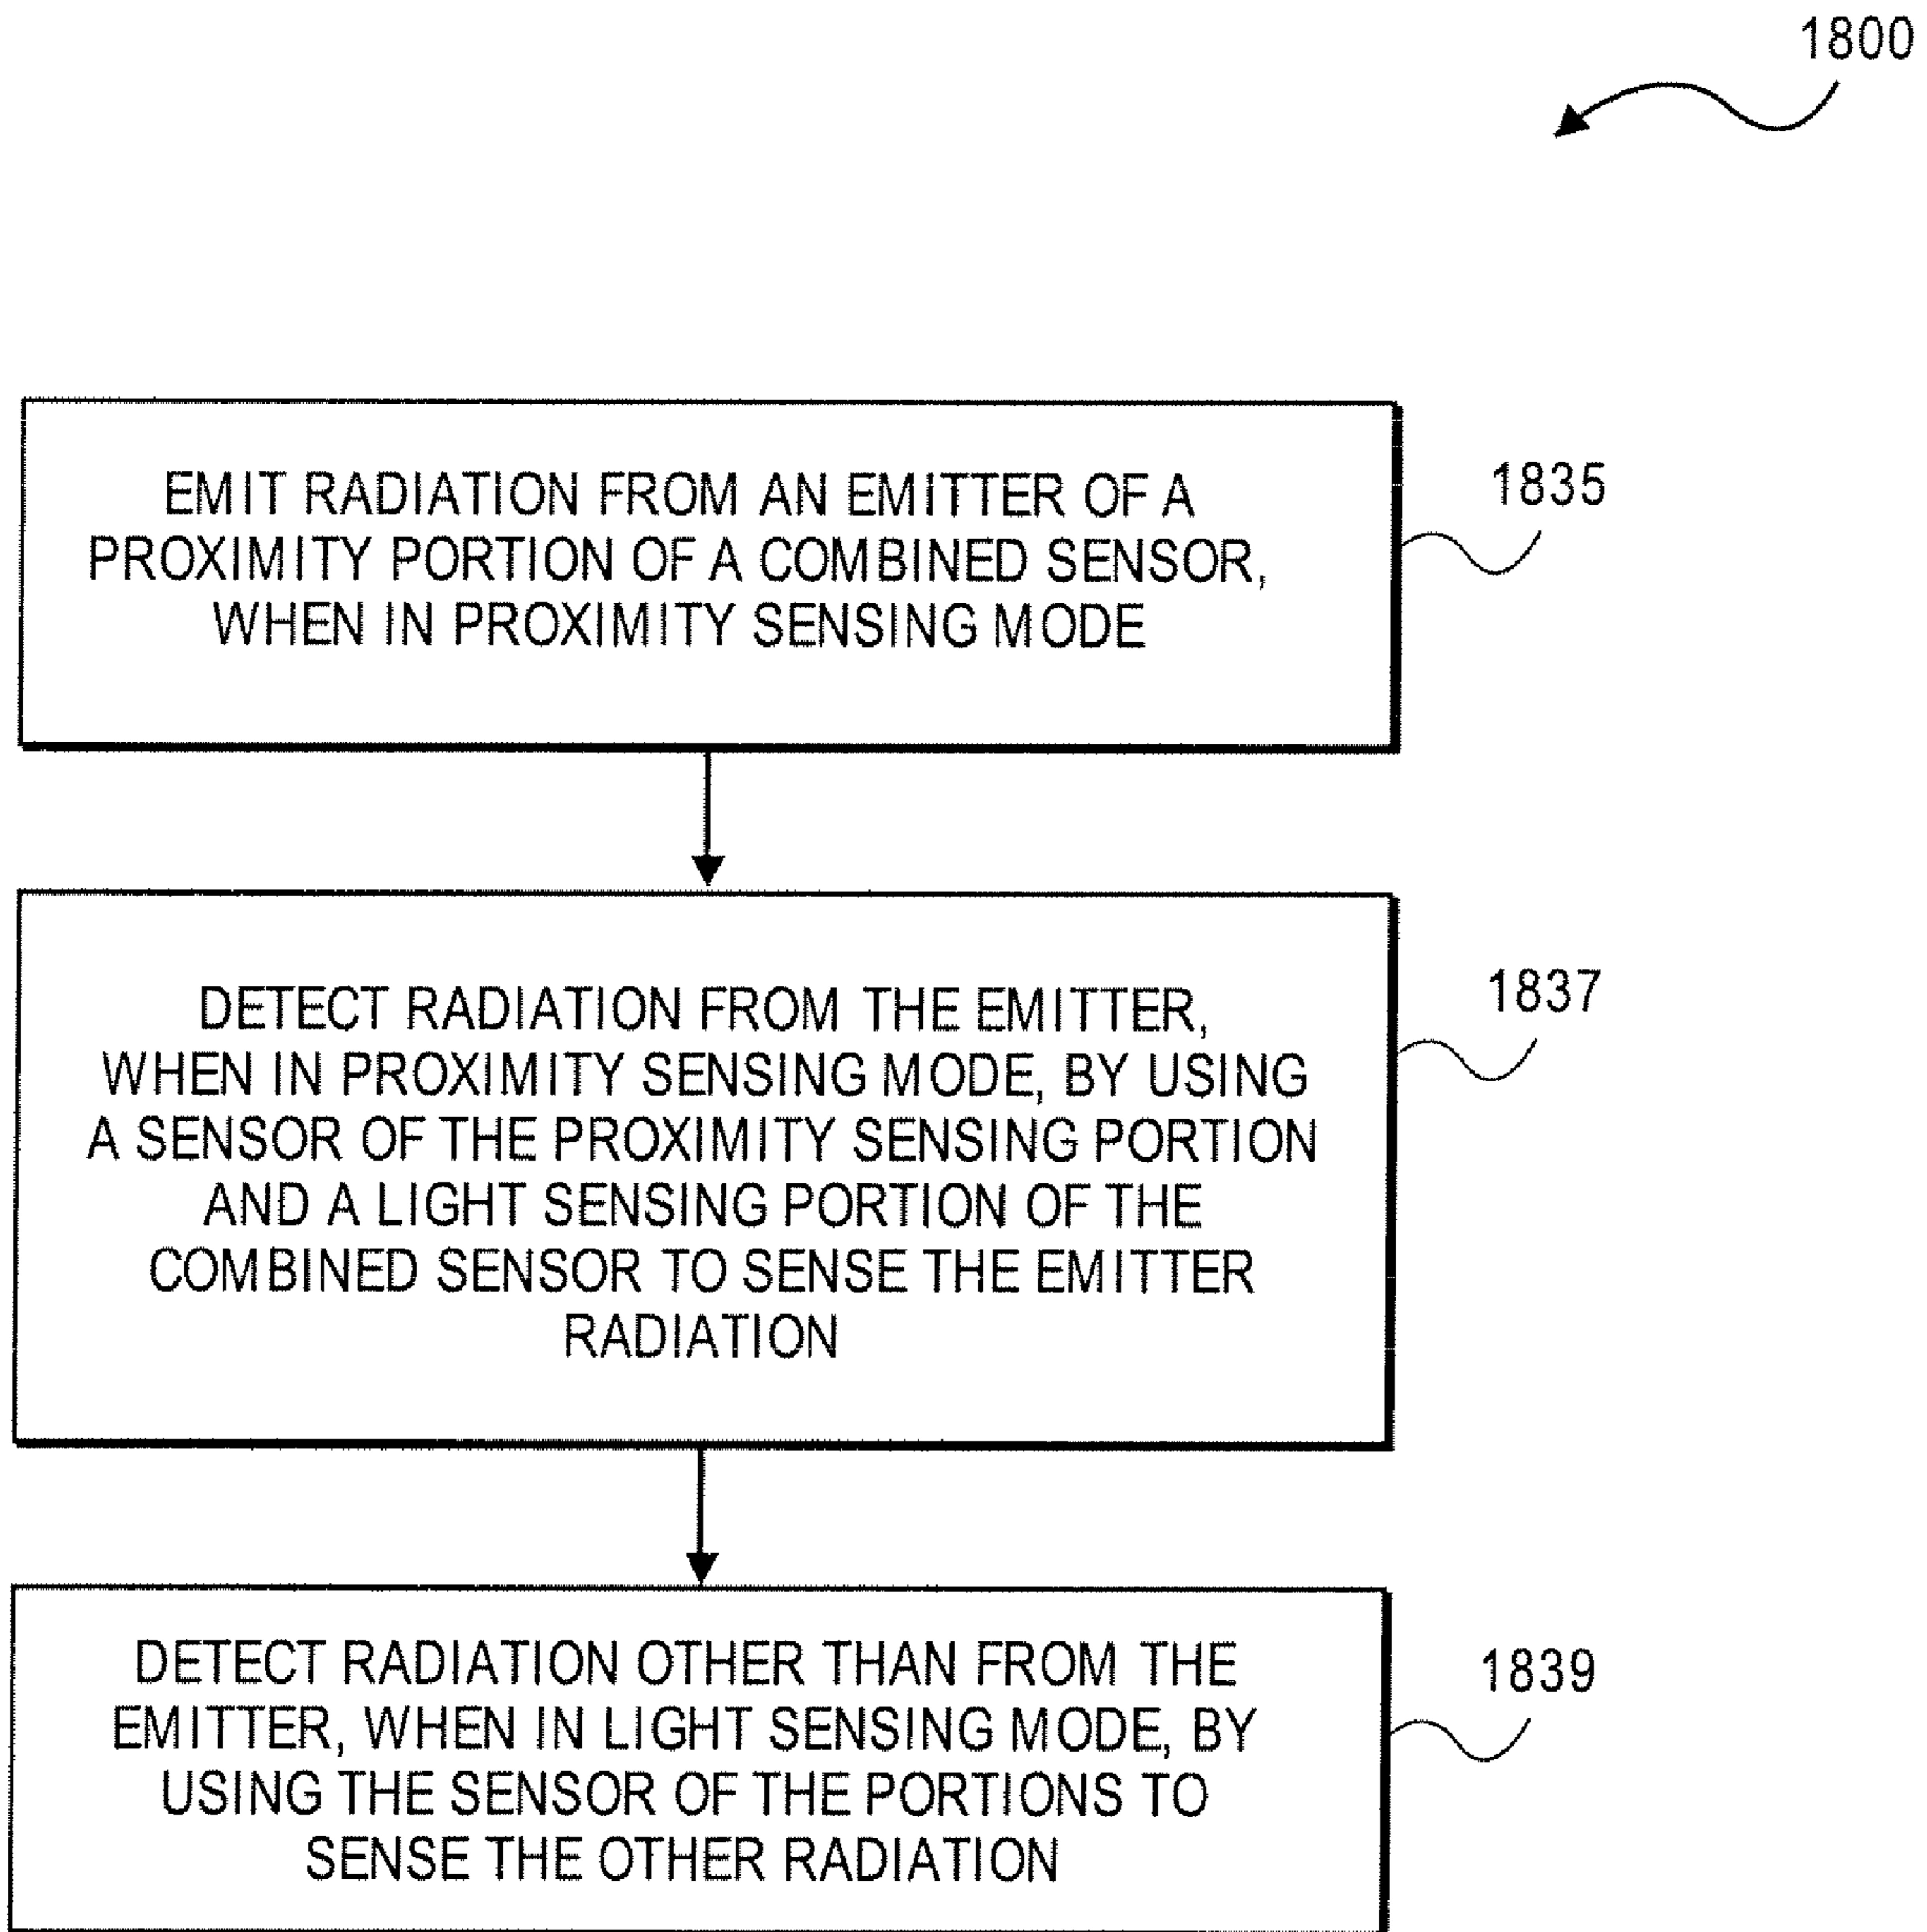 1800
EMIT RADIATION FROM AN EMITTER OF A
PROXIMITY PORTION OF A COMBINED SENSOR,
WHEN IN PROXIMITY SENSING MODE
1835
DETECT RADIATION FROM THE EMITTER,
WHEN IN PROXIMITY SENSING MODE, BY USING
A SENSOR OF THE PROXIMITY SENSING PORTION
AND A LIGHT SENSING PORTION OF THE
COMBINED SENSOR TO SENSE THE EMITTER
RADIATION
1837
DETECT RADIATION OTHER THAN FROM THE
EMITTER, WHEN IN LIGHT SENSING MODE, BY
USING THE SENSOR OF THE PORTIONS TO
SENSE THE OTHER RADIATION
1839